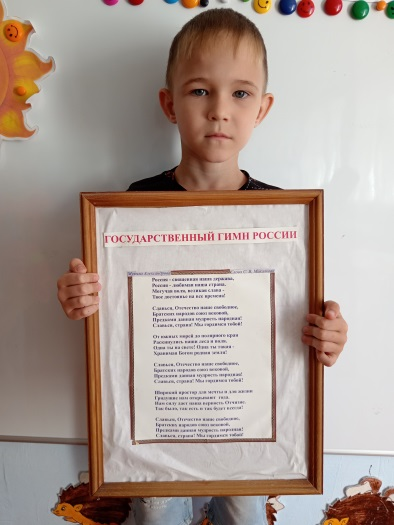 ГОСУДАРСТВЕННЫЙ ГИМН РОССИИ
Россия - священная наша держава,
Россия - любимая наша страна.
Могучая воля, великая слава -
Твое достоянье на все времена!
Славься, Отечество наше свободное,
Братских народов союз вековой,
Предками данная мудрость народная!
Славься, страна! Мы гордимся тобой!
От южных морей до полярного края
Раскинулись наши леса и поля.
Одна ты на свете! Одна ты такая -
Хранимая Богом родная земля!
Славься, Отечество наше свободное,
Братских народов союз вековой,
Предками данная мудрость народная!
Славься, страна! Мы гордимся тобой!
Широкий простор для мечты и для жизни
Грядущие нам открывают года.
Нам силу дает наша верность Отчизне.
Так было, так есть и так будет всегда!
Славься, Отечество наше свободное,
Братских народов союз вековой,
Предками данная мудрость народная!
Славься, страна! Мы гордимся тобой!